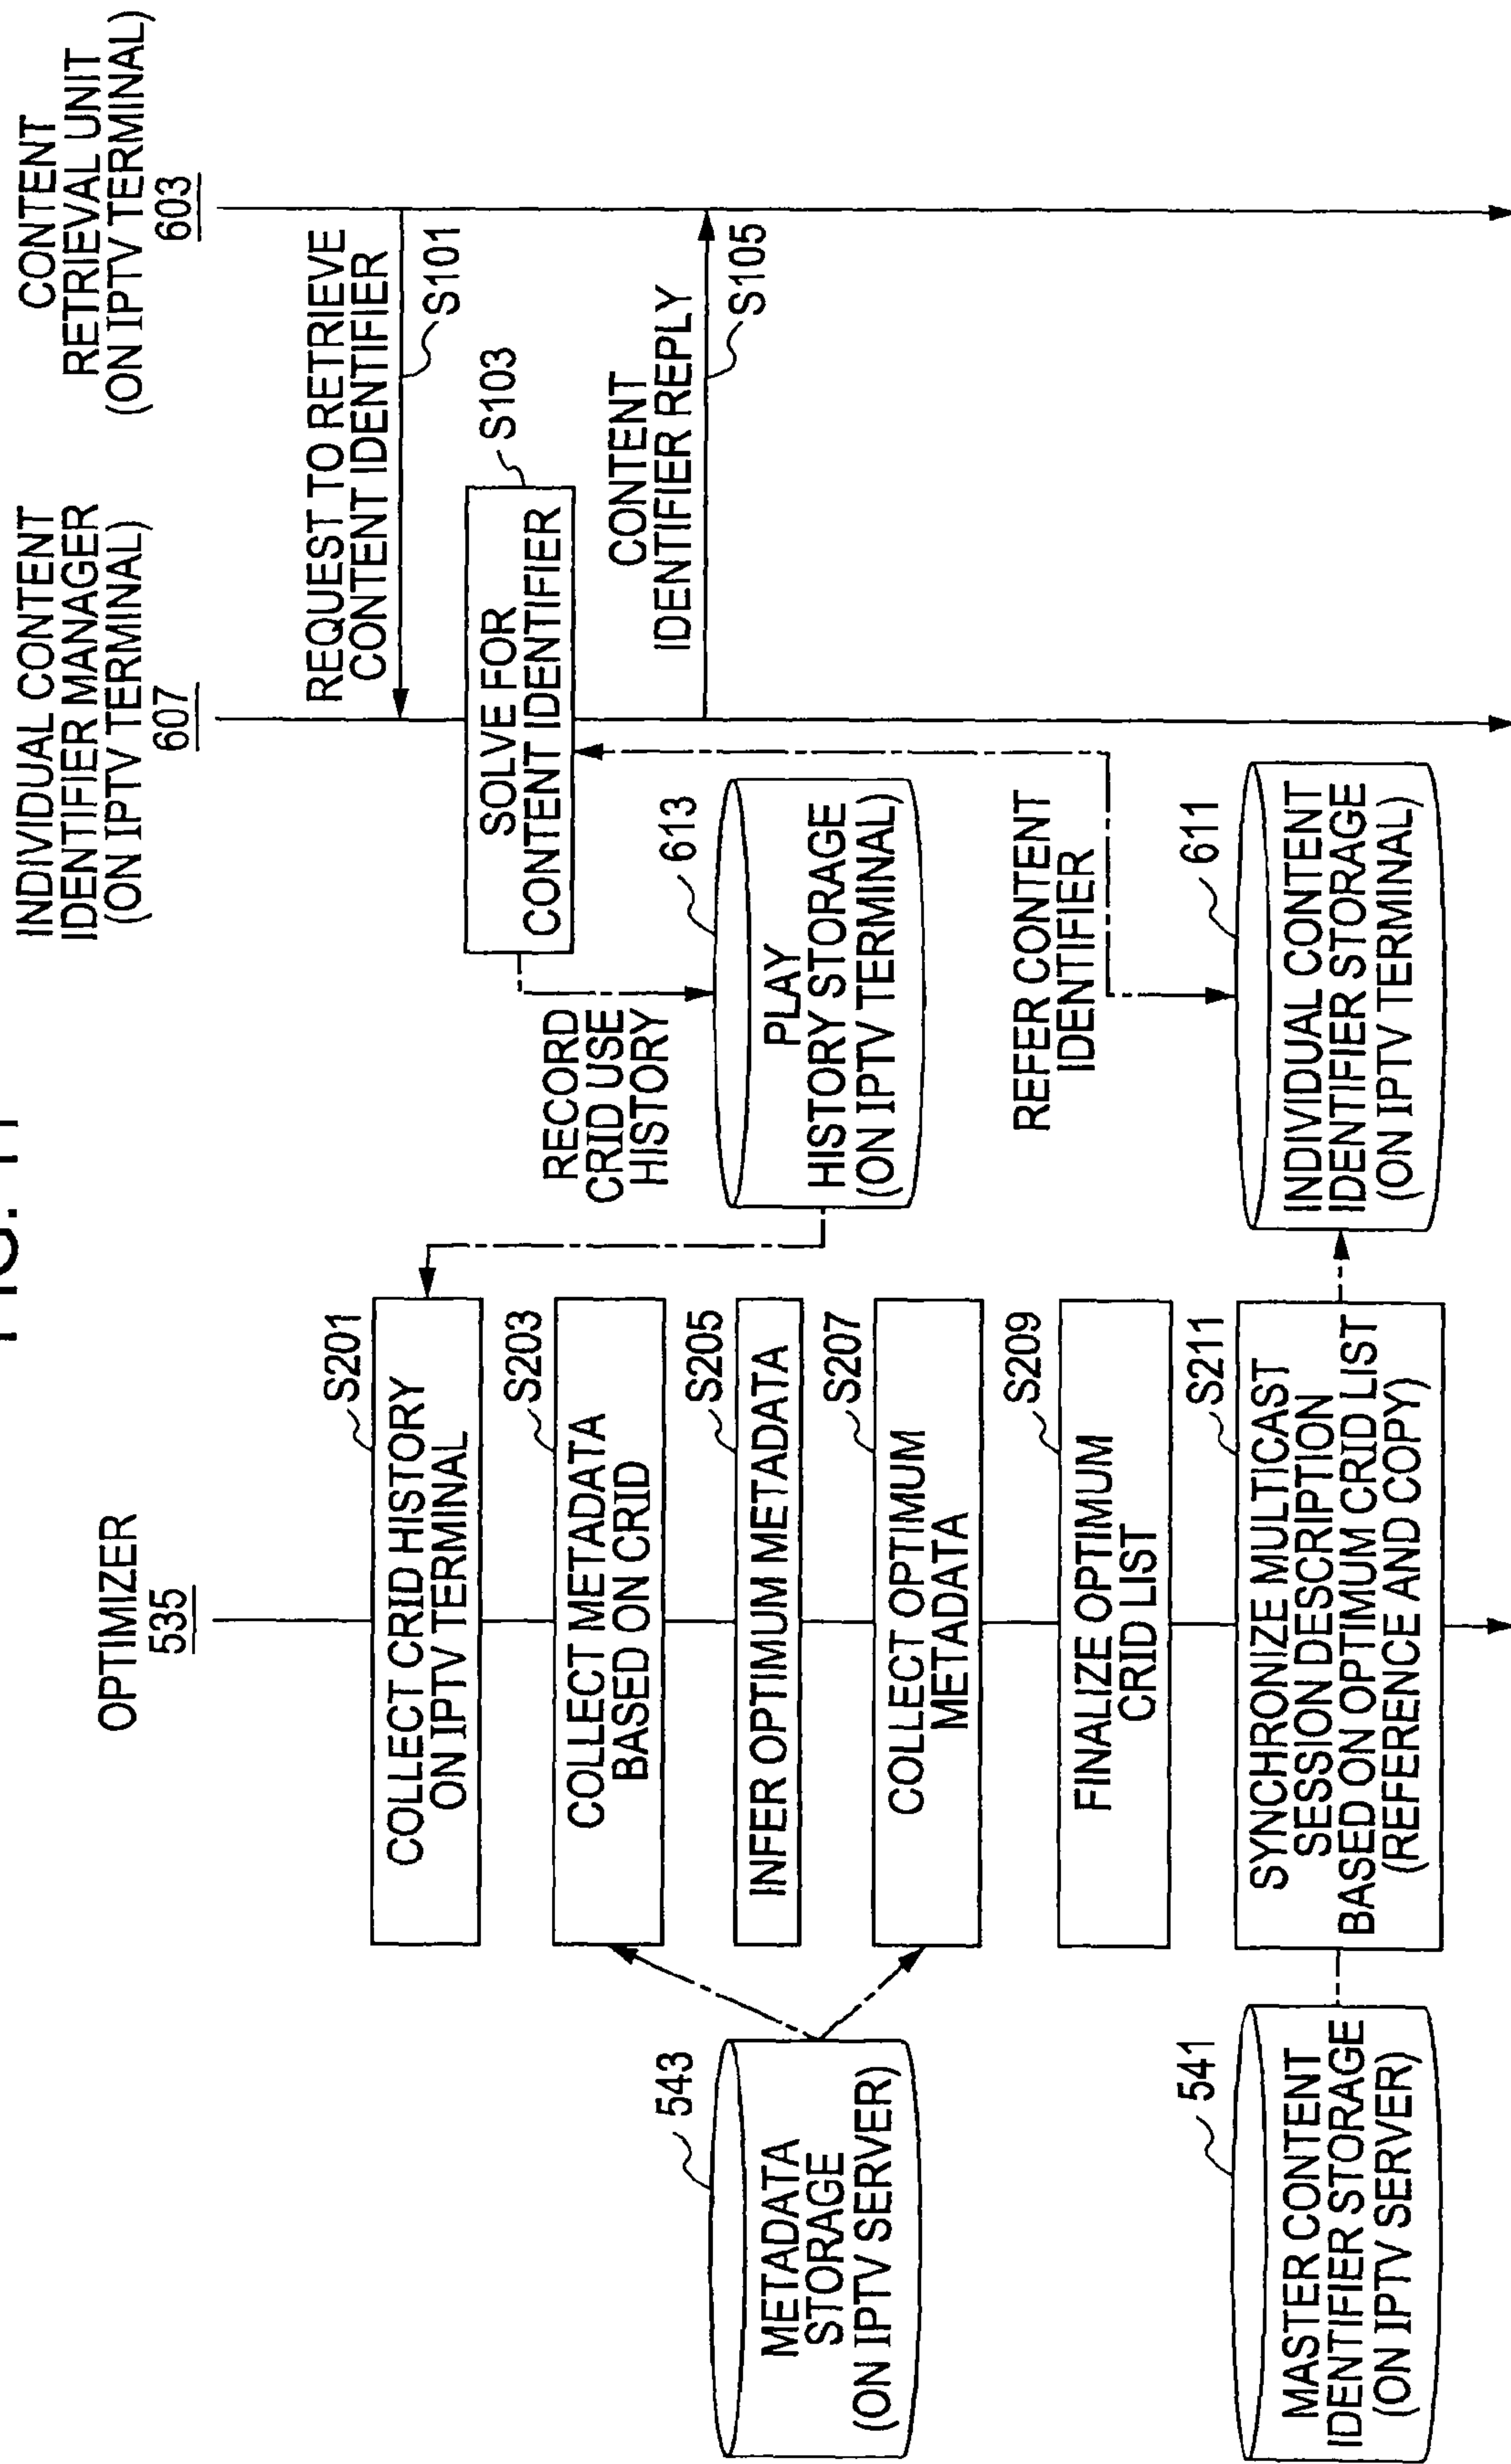 FIG. 11
OPTIMIZER
535
INDIVIDUAL CONTENT
IDENTIFIER MANAGER
(ON IPTV TERMINAL)
607
CONTENT
RETRIEVAL UNIT
(ON IPTV TERMINAL)
603
REQUEST TO RETRIEVE
CONTENT IDENTIFIER
S101
SOLVE FOR
CONTENT IDENTIFIER
S103
CONTENT
IDENTIFIER REPLY
S105
RECORD
CRID USE
HISTORY
613
PLAY
HISTORY STORAGE
(ON IPTV TERMINAL)
REFER CONTENT
IDENTIFIER
611
INDIVIDUAL CONTENT
IDENTIFIER STORAGE
(ON IPTV TERMINAL)
S201
COLLECT CRID HISTORY
ON IPTV TERMINAL
S203
COLLECT METADATA
BASED ON CRID
S205
INFER OPTIMUM METADATA
S207
COLLECT OPTIMUM
METADATA
S209
FINALIZE OPTIMUM
CRID LIST
S211
SYNCHRONIZE MULTICAST
SESSION DESCRIPTION
BASED ON OPTIMUM CRID LIST
(REFERENCE AND COPY)
543
METADATA
STORAGE
(ON IPTV SERVER)
541
MASTER CONTENT
IDENTIFIER STORAGE
(ON IPTV SERVER)